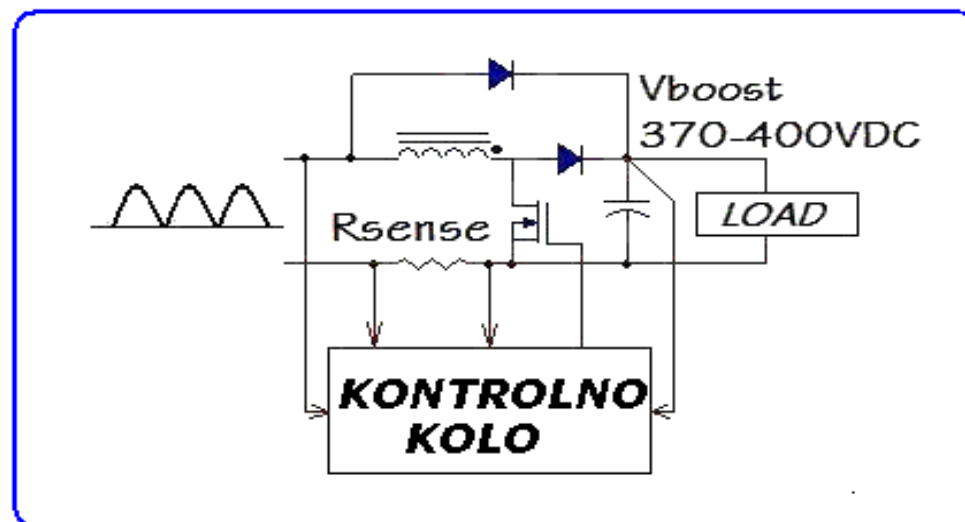 Vboost
370-400VDC
LOAD
Rsense
KONTROLNO
KOLO